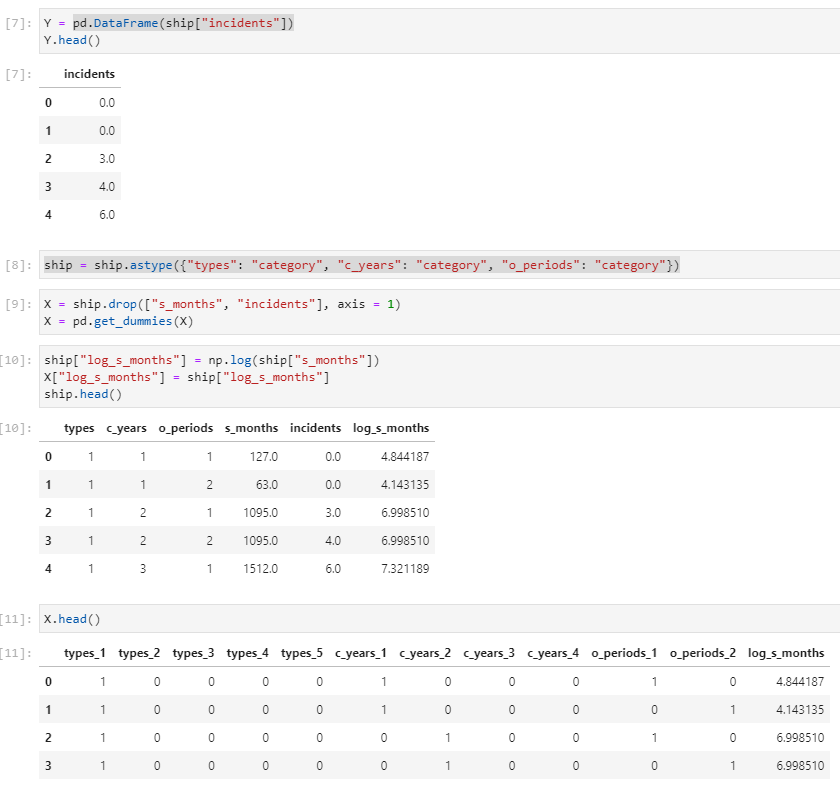 [7]: Y = pd.DataFrame(ship["incidents"])
Y.head()
[7]: incidents
0 0.0
1 0.0
2 3.0
3 4.0
4 6.0
[8]: ship = ship.astype({"types": "category", "c_years": "category", "o_periods": "category"})
[9]: X = ship.drop(["s_months", "incidents"], axis = 1)
X = pd.get_dummies(X)
[10]: ship["log_s_months"] = np.log(ship["s_months"])
X["log_s_months"] = ship["log_s_months"]
ship.head()
[10]: types c_years o_periods s_months incidents log_s_months
0 1 1 1 127.0 0.0 4.844187
1 1 1 2 63.0 0.0 4.143135
2 1 2 1 1095.0 3.0 6.998510
3 1 2 2 1095.0 4.0 6.998510
4 1 3 1 1512.0 6.0 7.321189
[11]: X.head()
[11]: types_1 types_2 types_3 types_4 types_5 c_years_1 c_years_2 c_years_3 c_years_4 o_periods_1 o_periods_2 log_s_months
0 1 0 0 0 0 1 0 0 0 1 0 4.844187
1 1 0 0 0 0 1 0 0 0 0 1 4.143135
2 1 0 0 0 0 0 1 0 0 1 0 6.998510
3 1 0 0 0 0 0 1 0 0 0 1 6.998510